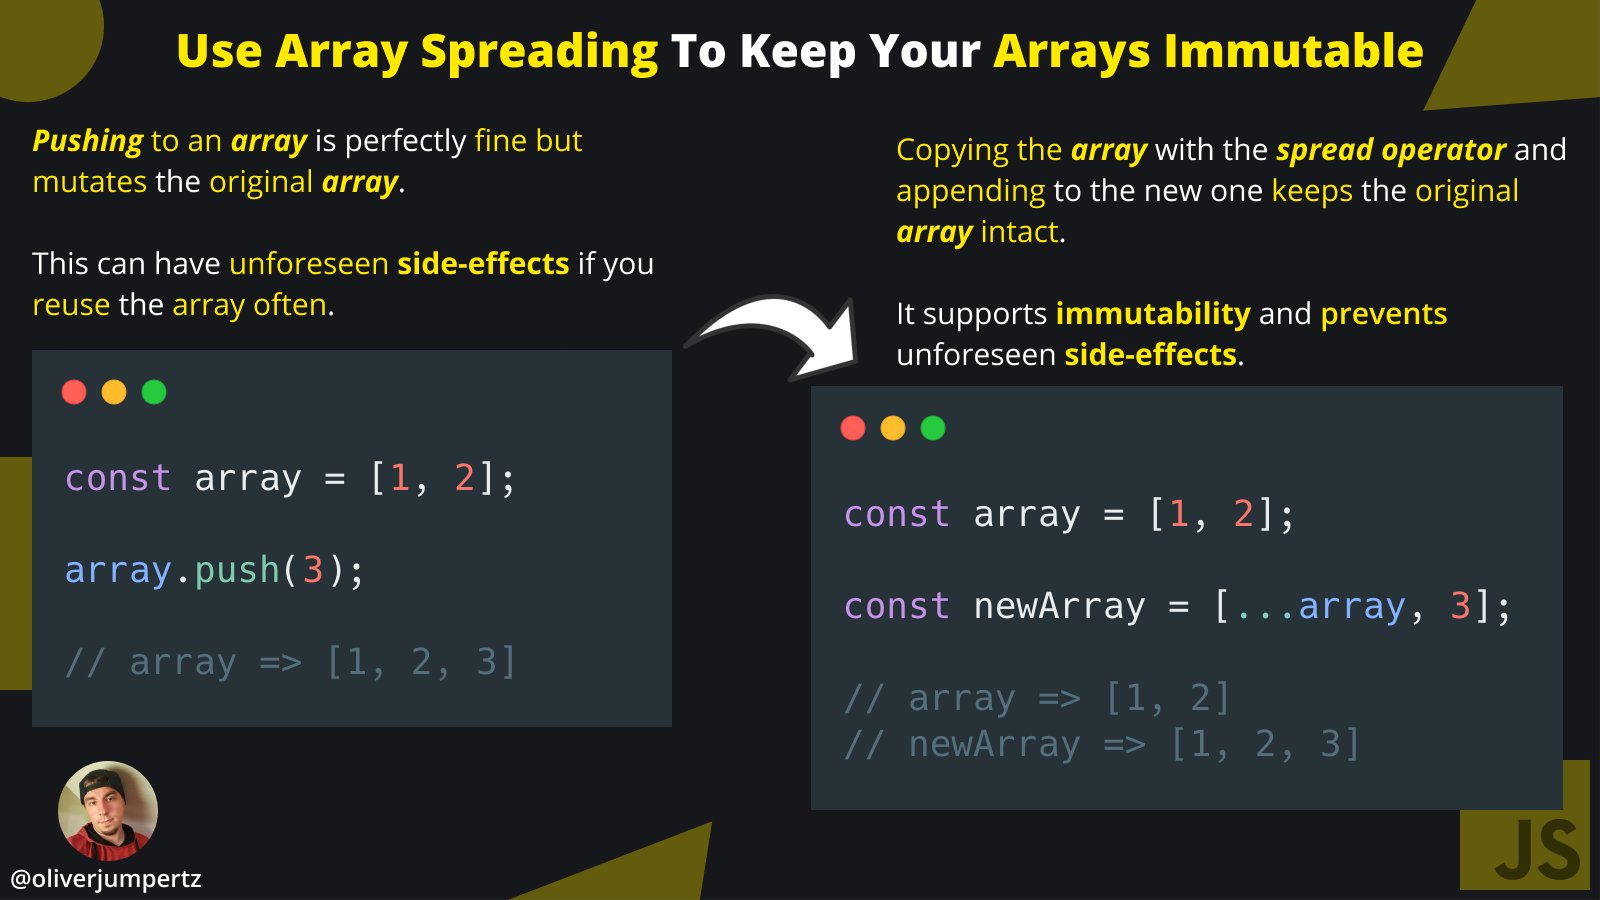 Use Array Spreading To Keep Your Arrays Immutable
Pushing to an array is perfectly fine but
mutates the original array.
This can have unforeseen side-effects if you
reuse the array often.
const array = [1, 2];
array.push(3);
// array => [1, 2, 3]
Copying the array with the spread operator and
appending to the new one keeps the original
array intact.
It supports immutability and prevents
unforeseen side-effects.
const array = [1, 2];
const newArray = [...array, 3];
// array => [1, 2]
// newArray => [1, 2, 3]
@oliverjumpertz
JS